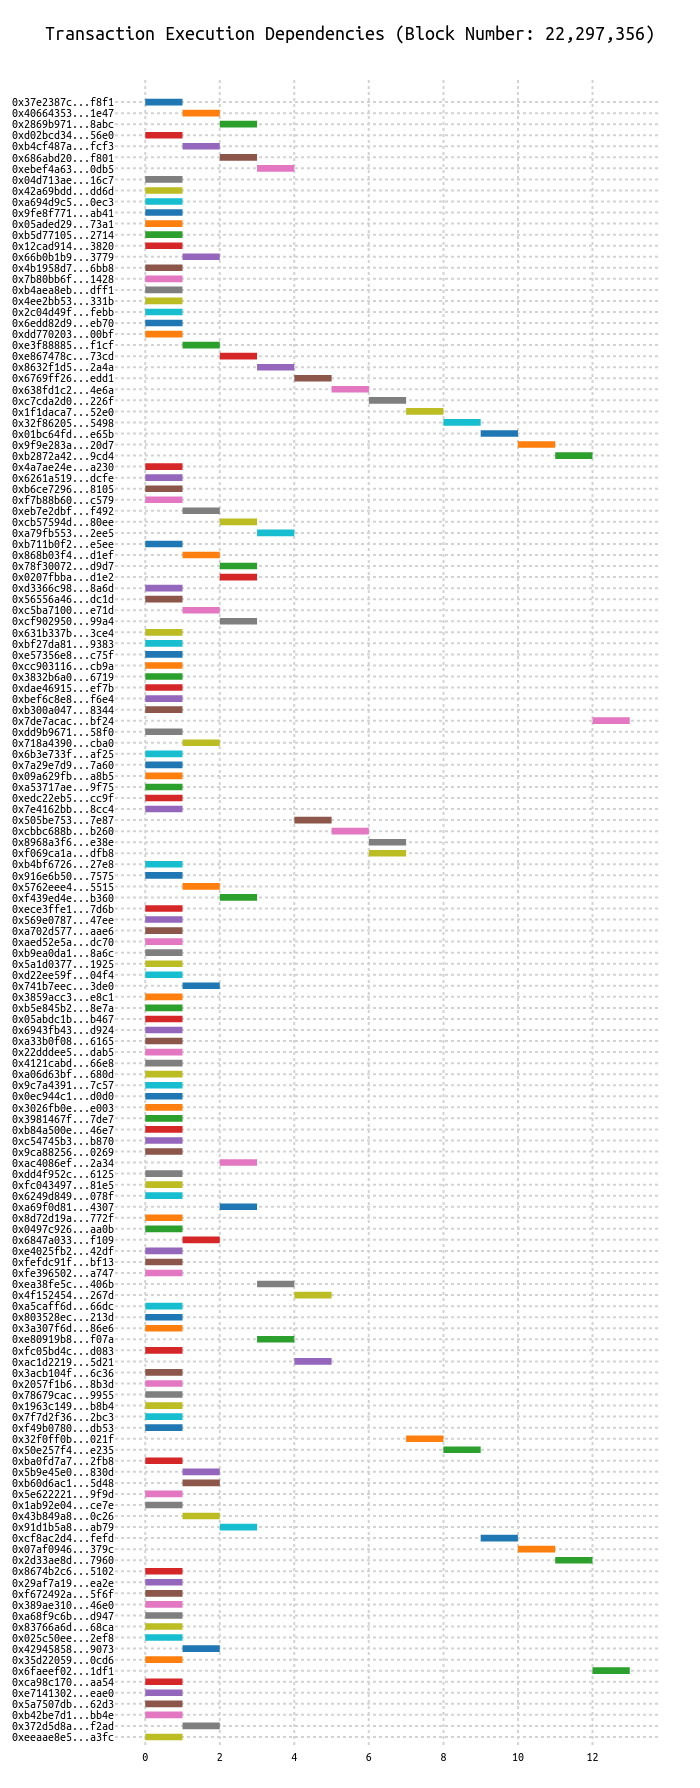 Transaction Execution Dependencies (Block Number: 22,297,356)
0x37e2387c...f8f1
0x40664353...1e47
0x2869b971...8abc
0xd02bcd34...56e0
0xb4cf487a...fcf3
0x686abd20...f801
0xebef4a63...0db5
0x04d713ae...16c7
0x42a69bdd...dd6d
0xa694d9c5...0ec3
0x9fe8f771...ab41
0x05aded29...73a1
0xb5d77105...2714
0x12cad914...3820
0x66b0b1b9...3779
0x4b1958d7...6bb8
0x7b80bb6f...1428
0xb4aea8eb...dff1
0x4ee2bb53...331b
0x2c04d49f...febb
0x6edd82d9...eb70
0xdd770203...00bf
0xe3f88885...f1cf
0xe867478c...73cd
0x8632f1d5...2a4a
0x6769ff26...edd1
0x638fd1c2...4e6a
0xc7cda2d0...226f
0x1f1daca7...52e0
0x32f86205...5498
0x01bc64fd...e65b
0x9f9e283a...20d7
0xb2872a42...9cd4
0x4a7ae24e...a230
0x6261a519...dcfe
0xb6ce7296...8105
0xf7b88b60...c579
0xeb7e2dbf...f492
0xcb57594d...80ee
0xa79fb553...2ee5
0xb711b0f2...e5ee
0x868b03f4...d1ef
0x78f30072...d9d7
0x0207fbba...d1e2
0xd3366c98...8a6d
0x56556a46...dc1d
0xc5ba7100...e71d
0xcf902950...99a4
0x631b337b...3ce4
0xbf27da81...9383
0xe57356e8...c75f
0xcc903116...cb9a
0x3832b6a0...6719
0xdae46915...ef7b
0xbef6c8e8...f6e4
0xb300a047...8344
0x7de7acac...bf24
0xdd9b9671...58f0
0x718a4390...cba0
0x6b3e733f...af25
0x7a29e7d9...7a60
0x09a629fb...a8b5
0xa53717ae...9f75
0xedc22eb5...cc9f
0x7e4162bb...8cc4
0x505be753...7e87
0xcbbc688b...b260
0x8968a3f6...e38e
0xf069ca1a...dfb8
0xb4bf6726...27e8
0x916e6b50...7575
0x5762eee4...5515
0xf439ed4e...b360
0xece3ffe1...7d6b
0x569e0787...47ee
0xa702d577...aae6
0xaed52e5a...dc70
0xb9ea0da1...8a6c
0x5a1d0377...1925
0xd22ee59f...04f4
0x741b7eec...3de0
0x3859acc3...e8c1
0xb5e845b2...8e7a
0x05abdc1b...b467
0x6943fb43...d924
0xa33b0f08...6165
0x22dddee5...dab5
0x4121cabd...66e8
0xa06d63bf...680d
0x9c7a4391...7c57
0x0ec944c1...d0d0
0x3026fb0e...e003
0x3981467f...7de7
0xb84a500e...46e7
0xc54745b3...b870
0x9ca88256...0269
0xac4086ef...2a34
0xdd4f952c...6125
0xfc043497...81e5
0x6249d849...078f
0xa69f0d81...4307
0x8d72d19a...772f
0x0497c926...aa0b
0x6847a033...f109
0xe4025fb2...42df
0xfefdc91f...bf13
0xfe396502...a747
0xea38fe5c...406b
0x4f152454...267d
0xa5caff6d...66dc
0x803528ec...213d
0x3a307f6d...86e6
0xe80919b8...f07a
0xfc05bd4c...d083
0xac1d2219...5d21
0x3acb104f...6c36
0x2057f1b6...8b3d
0x78679cac...9955
0x1963c149...b8b4
0x7f7d2f36...2bc3
0xf49b0780...db53
0x32f0ff0b...021f
0x50e257f4...e235
0xba0fd7a7...2fb8
0x5b9e45e0...830d
0xb60d6ac1...5d48
0x5e622221...9f9d
0x1ab92e04...ce7e
0x43b849a8...0c26
0x91d1b5a8...ab79
0xcf8ac2d4...fefd
0x07af0946...379c
0x2d33ae8d...7960
0x8674b2c6...5102
0x29af7a19...ea2e
0xf672492a...5f6f
0x389ae310...46e0
0xa68f9c6b...d947
0x83766a6d...68ca
0x025c50ee...2ef8
0x42945858...9073
0x35d22059...0cd6
0x6faeef02...1df1
0xca98c170...aa54
0xe7141302...eae0
0x5a7507db...62d3
0xb42be7d1...bb4e
0x372d5d8a...f2ad
0xeeaae8e5...a3fc
0 2 4 6 8 10 12